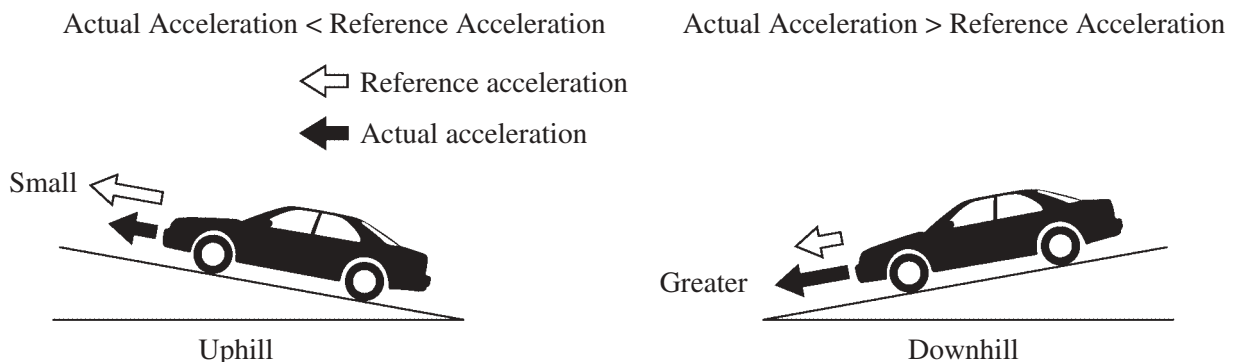 Actual Acceleration < Reference Acceleration
Actual Acceleration > Reference Acceleration
Reference acceleration
Actual acceleration
Small
Greater
Uphill
Downhill